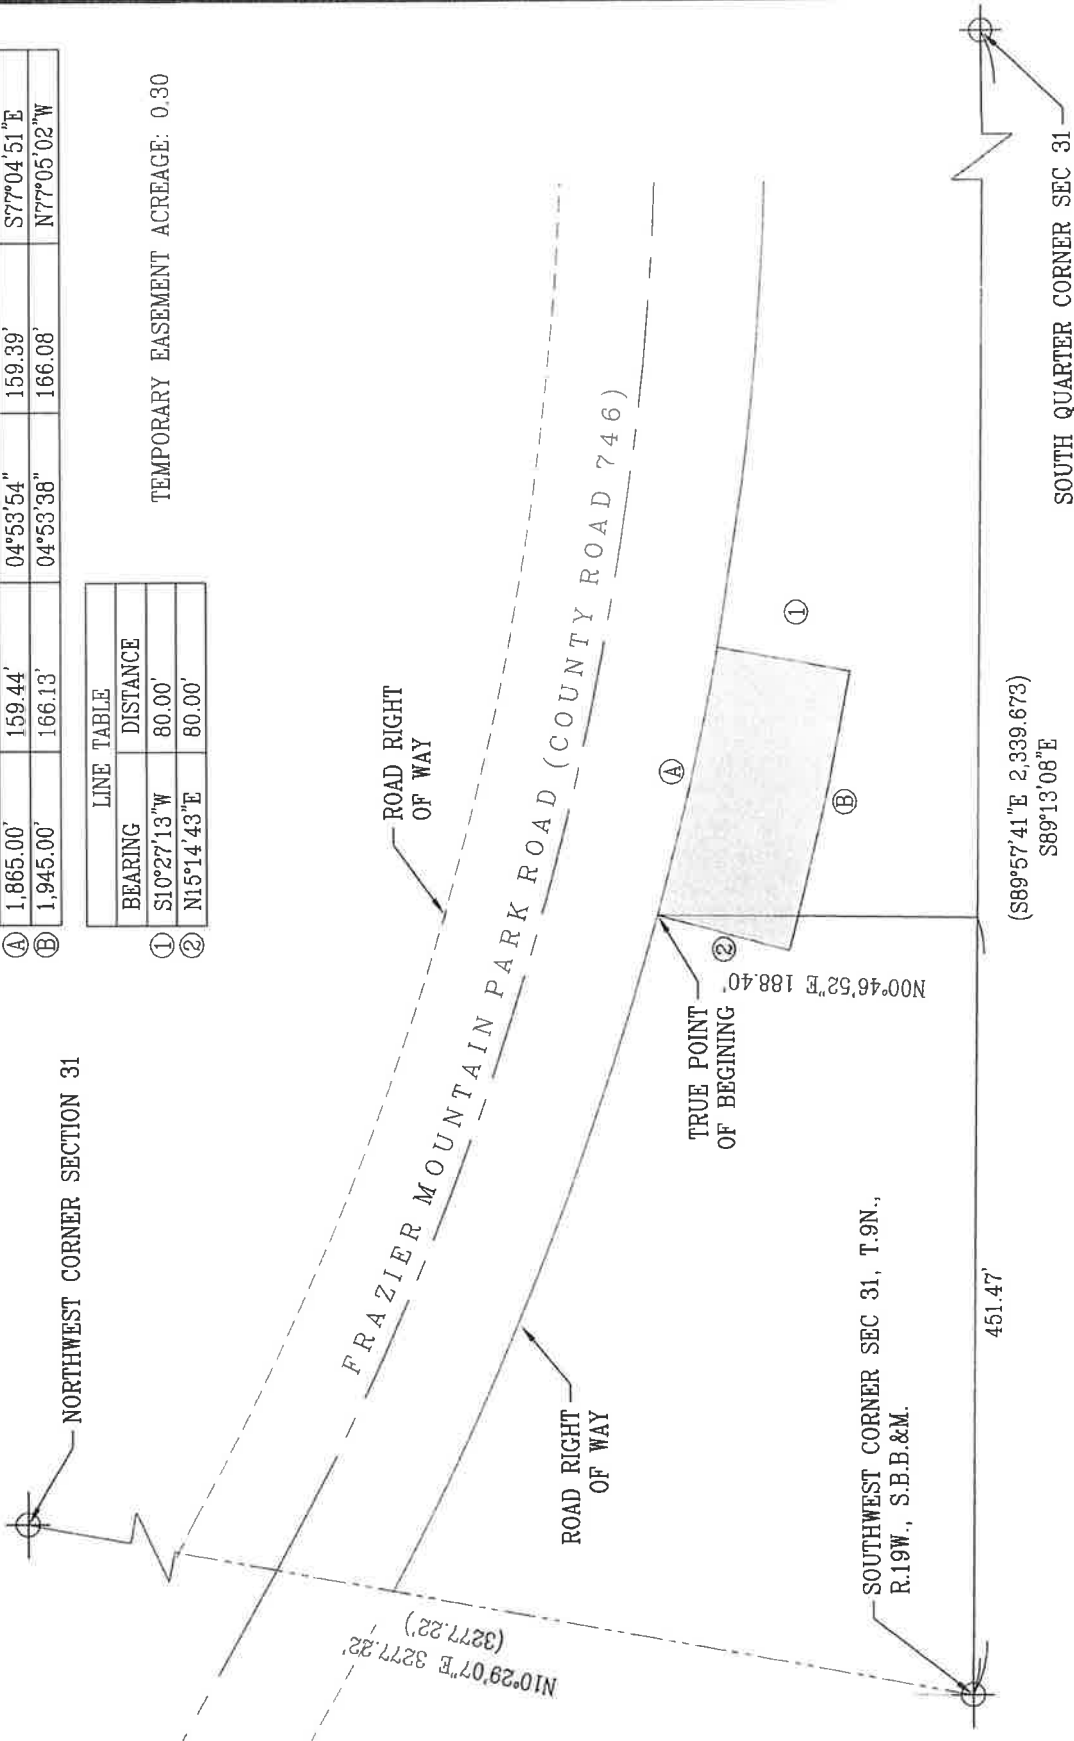 Ⓐ 1,865.00' 159.44' 04°53'54" 159.39' S77°04'51"E
Ⓑ 1,945.00' 166.13' 04°53'38" 166.08' N77°05'02"W
LINE TABLE
BEARING DISTANCE
① S10°27'13"W 80.00'
② N15°14'43"E 80.00'
TEMPORARY EASEMENT ACREAGE: 0.30
NORTHWEST CORNER SECTION 31
ROAD RIGHT
OF WAY
FRAZIER MOUNTAIN PARK ROAD (COUNTY ROAD 746)
Ⓐ
①
Ⓑ
②
TRUE POINT
OF BEGINING
N00°46'52"E 188.40'
ROAD RIGHT
OF WAY
N10°29'07"E 3277.22'
(3277.22')
SOUTHWEST CORNER SEC 31, T.9N.,
R.19W., S.B.B.&M.
451.47'
(S89°57'41"E 2,339.673)
S89°13'08"E
SOUTH QUARTER CORNER SEC 31